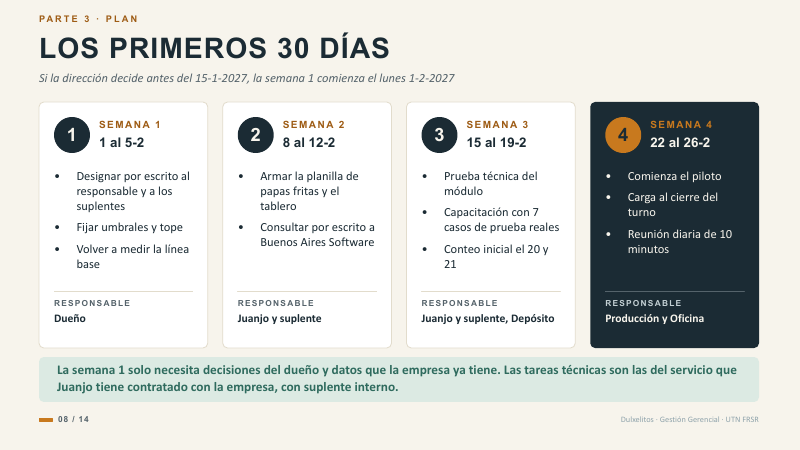 PARTE 3 · PLAN
LOS PRIMEROS 30 DÍAS
Si la dirección decide antes del 15-1-2027, la semana 1 comienza el lunes 1-2-2027
1
SEMANA 1
1 al 5-2
• Designar por escrito al
responsable y a los
suplentes
• Fijar umbrales y tope
• Volver a medir la línea
base
RESPONSABLE
Dueño
2
SEMANA 2
8 al 12-2
• Armar la planilla de
papas fritas y el
tablero
• Consultar por escrito a
Buenos Aires Software
RESPONSABLE
Juanjo y suplente
3
SEMANA 3
15 al 19-2
• Prueba técnica del
módulo
• Capacitación con 7
casos de prueba reales
• Conteo inicial el 20 y
21
RESPONSABLE
Juanjo y suplente, Depósito
4
SEMANA 4
22 al 26-2
• Comienza el piloto
• Carga al cierre del
turno
• Reunión diaria de 10
minutos
RESPONSABLE
Producción y Oficina
La semana 1 solo necesita decisiones del dueño y datos que la empresa ya tiene. Las tareas técnicas son las del servicio que
Juanjo tiene contratado con la empresa, con suplente interno.
08 / 14
Dulxelitos · Gestión Gerencial · UTN FRSR